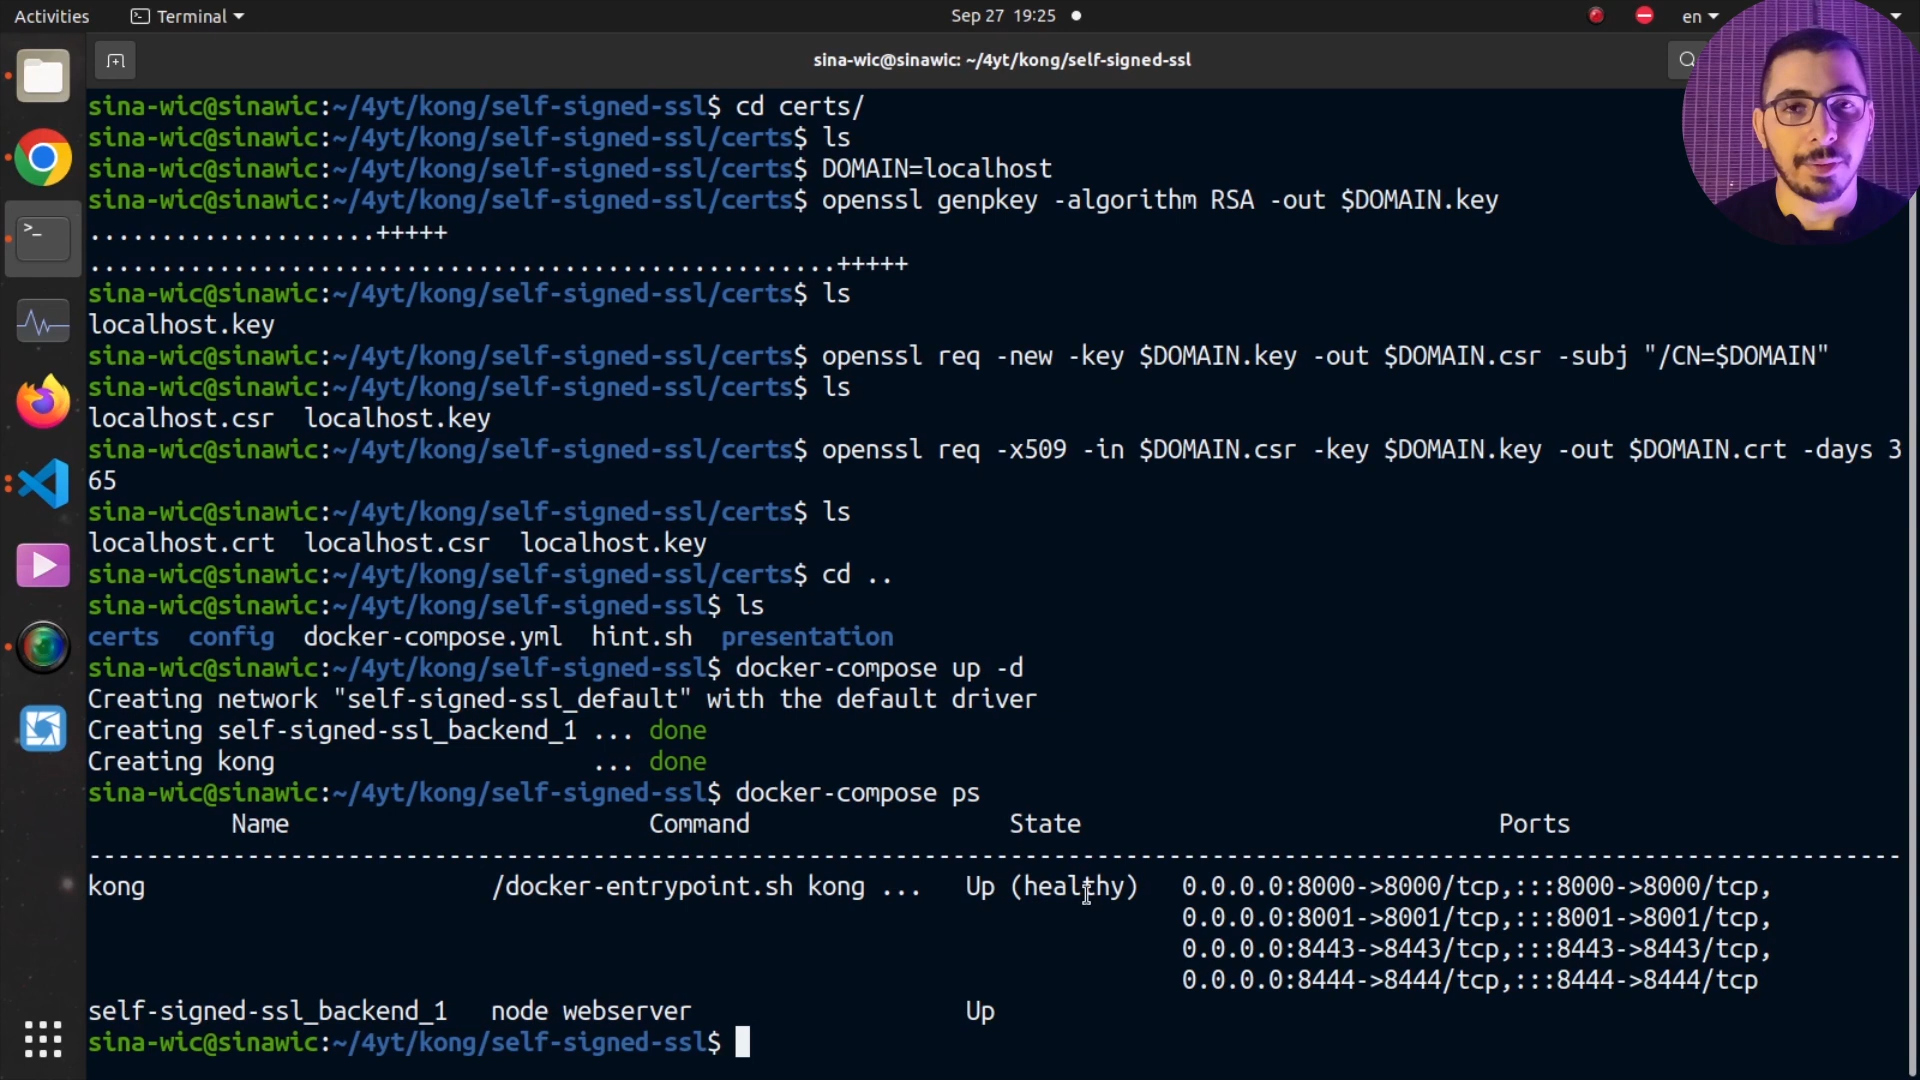 Activities Terminal Sep 27 19:25 en
sina-wic@sinawic: ~/4yt/kong/self-signed-ssl
sina-wic@sinawic:~/4yt/kong/self-signed-ssl$ cd certs/
sina-wic@sinawic:~/4yt/kong/self-signed-ssl/certs$ ls
sina-wic@sinawic:~/4yt/kong/self-signed-ssl/certs$ DOMAIN=localhost
sina-wic@sinawic:~/4yt/kong/self-signed-ssl/certs$ openssl genpkey -algorithm RSA -out $DOMAIN.key
....................+++++
....................................................+++++
sina-wic@sinawic:~/4yt/kong/self-signed-ssl/certs$ ls
localhost.key
sina-wic@sinawic:~/4yt/kong/self-signed-ssl/certs$ openssl req -new -key $DOMAIN.key -out $DOMAIN.csr -subj "/CN=$DOMAIN"
sina-wic@sinawic:~/4yt/kong/self-signed-ssl/certs$ ls
localhost.csr  localhost.key
sina-wic@sinawic:~/4yt/kong/self-signed-ssl/certs$ openssl req -x509 -in $DOMAIN.csr -key $DOMAIN.key -out $DOMAIN.crt -days 3
65
sina-wic@sinawic:~/4yt/kong/self-signed-ssl/certs$ ls
localhost.crt  localhost.csr  localhost.key
sina-wic@sinawic:~/4yt/kong/self-signed-ssl/certs$ cd ..
sina-wic@sinawic:~/4yt/kong/self-signed-ssl$ ls
certs  config  docker-compose.yml  hint.sh  presentation
sina-wic@sinawic:~/4yt/kong/self-signed-ssl$ docker-compose up -d
Creating network "self-signed-ssl_default" with the default driver
Creating self-signed-ssl_backend_1 ... done
Creating kong                      ... done
sina-wic@sinawic:~/4yt/kong/self-signed-ssl$ docker-compose ps
Name Command State Ports
------------------------------------------------------------------------------------------------------------------------------
kong /docker-entrypoint.sh kong ... Up (healthy) 0.0.0.0:8000->8000/tcp,:::8000->8000/tcp,
0.0.0.0:8001->8001/tcp,:::8001->8001/tcp,
0.0.0.0:8443->8443/tcp,:::8443->8443/tcp,
0.0.0.0:8444->8444/tcp,:::8444->8444/tcp
self-signed-ssl_backend_1 node webserver Up
sina-wic@sinawic:~/4yt/kong/self-signed-ssl$